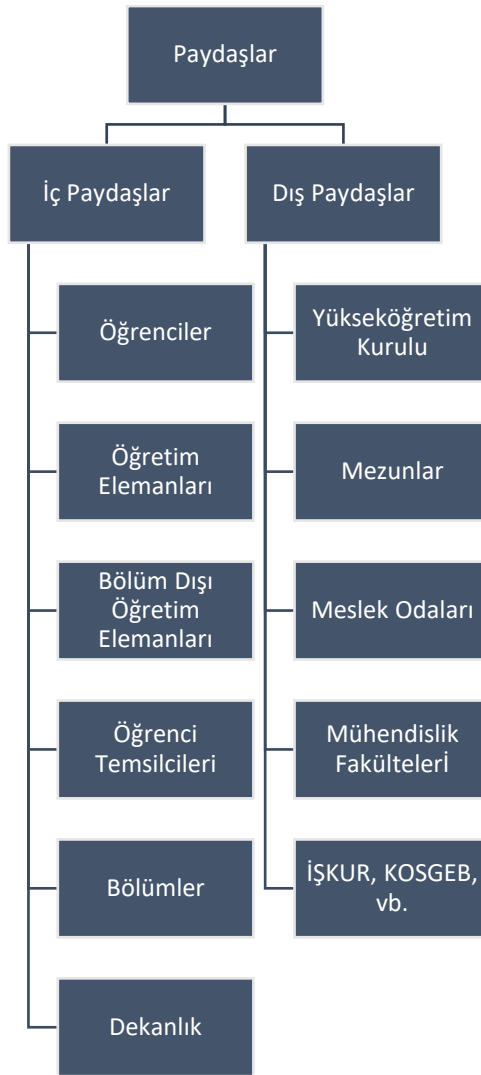 Paydaşlar
İç Paydaşlar
Öğrenciler
Öğretim
Elemanları
Bölüm Dışı
Öğretim
Elemanları
Öğrenci
Temsilcileri
Bölümler
Dekanlık
Dış Paydaşlar
Yükseköğretim
Kurulu
Mezunlar
Meslek Odaları
Mühendislik
Fakültelerİ
İŞKUR, KOSGEB,
vb.